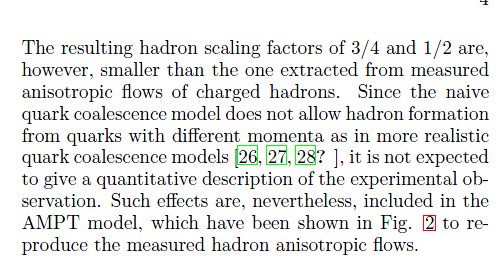 The resulting hadron scaling factors of 3/4 and 1/2 are,
however, smaller than the one extracted from measured
anisotropic flows of charged hadrons. Since the naive
quark coalescence model does not allow hadron formation
from quarks with different momenta as in more realistic
quark coalescence models [26, 27, 28? ], it is not expected
to give a quantitative description of the experimental ob-
servation. Such effects are, nevertheless, included in the
AMPT model, which have been shown in Fig. 2 to re-
produce the measured hadron anisotropic flows.